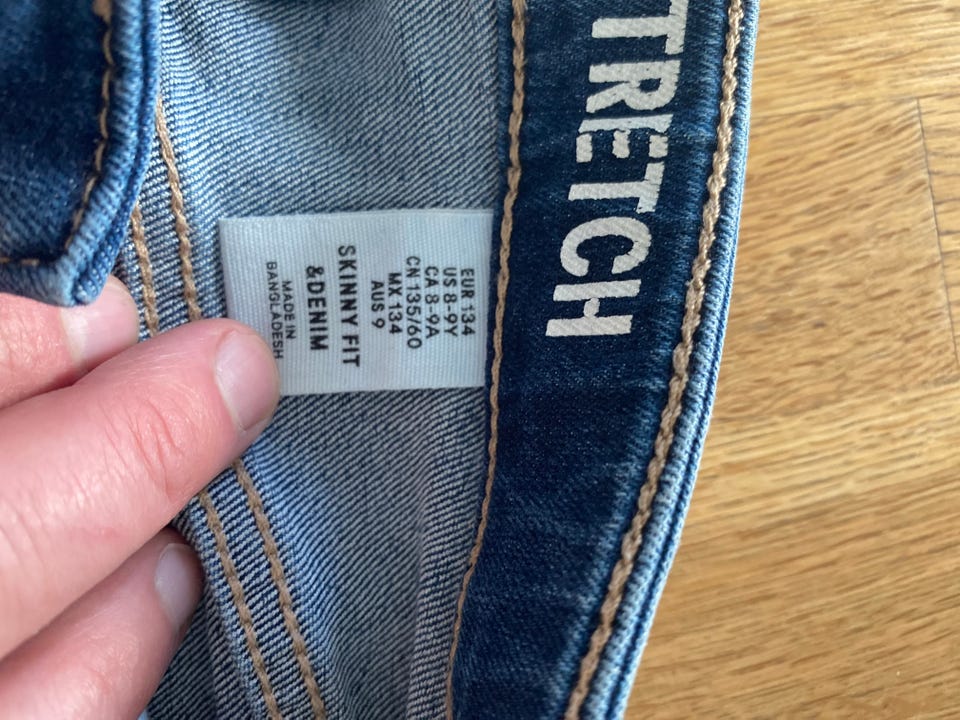 TRETCH
EUR 134
US 8-9Y
CA 8-9A
CN 135/60
MX 134
AUS 9
SKINNY FIT
&DENIM
MADE IN
BANGLADESH